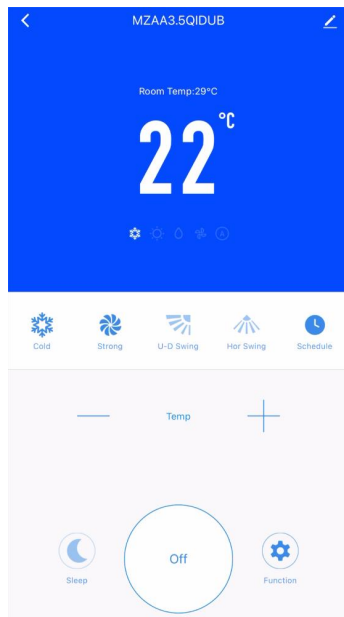 MZAA3.5QIDUB
Room Temp:29°C
22°C
A
Cold Strong U-D Swing Hor Swing Schedule
Temp
Off
Sleep Function